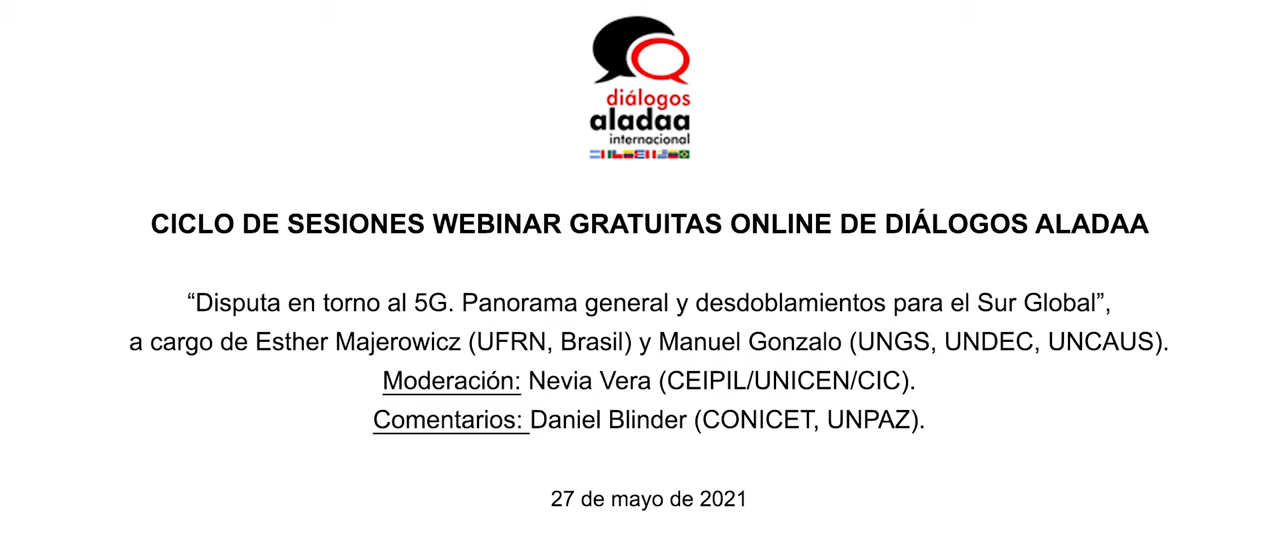 diálogos
aladaa
internacional
CICLO DE SESIONES WEBINAR GRATUITAS ONLINE DE DIÁLOGOS ALADAA
“Disputa en torno al 5G. Panorama general y desdoblamientos para el Sur Global”,
a cargo de Esther Majerowicz (UFRN, Brasil) y Manuel Gonzalo (UNGS, UNDEC, UNCAUS).
Moderación: Nevia Vera (CEIPIL/UNICEN/CIC).
Comentarios: Daniel Blinder (CONICET, UNPAZ).
27 de mayo de 2021